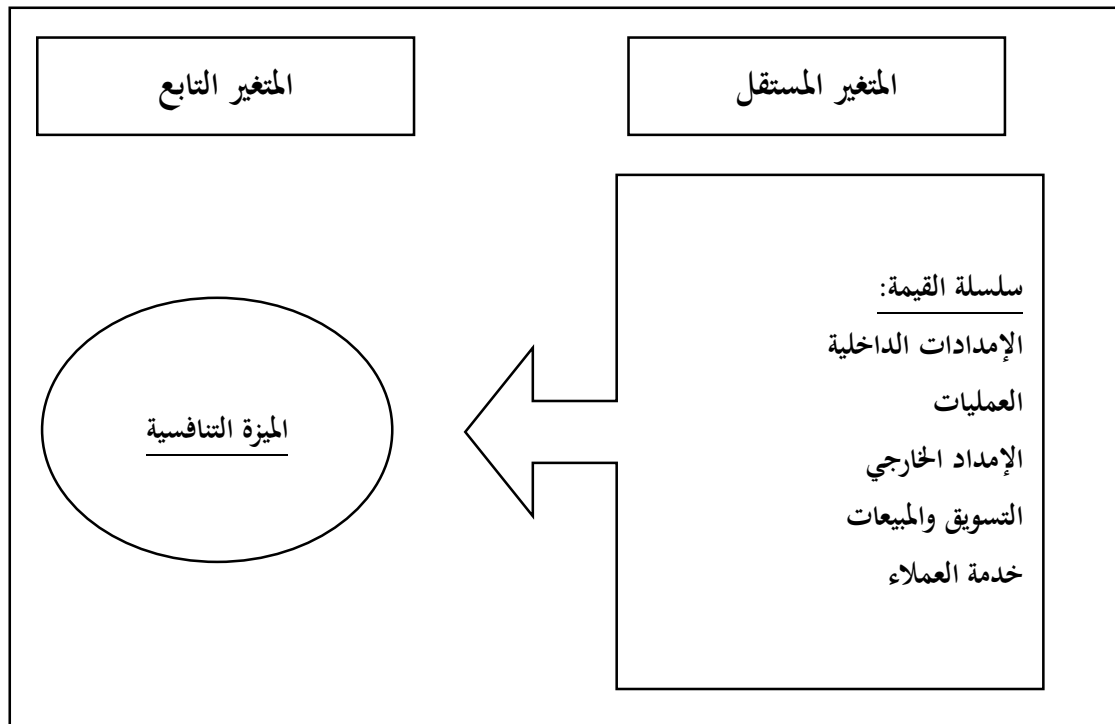 المتغير المستقل
المتغير التابع
سلسلة القيمة:
الإمدادات الداخلية
العمليات
الإمداد الخارجي
التسويق والمبيعات
خدمة العملاء
الميزة التنافسية